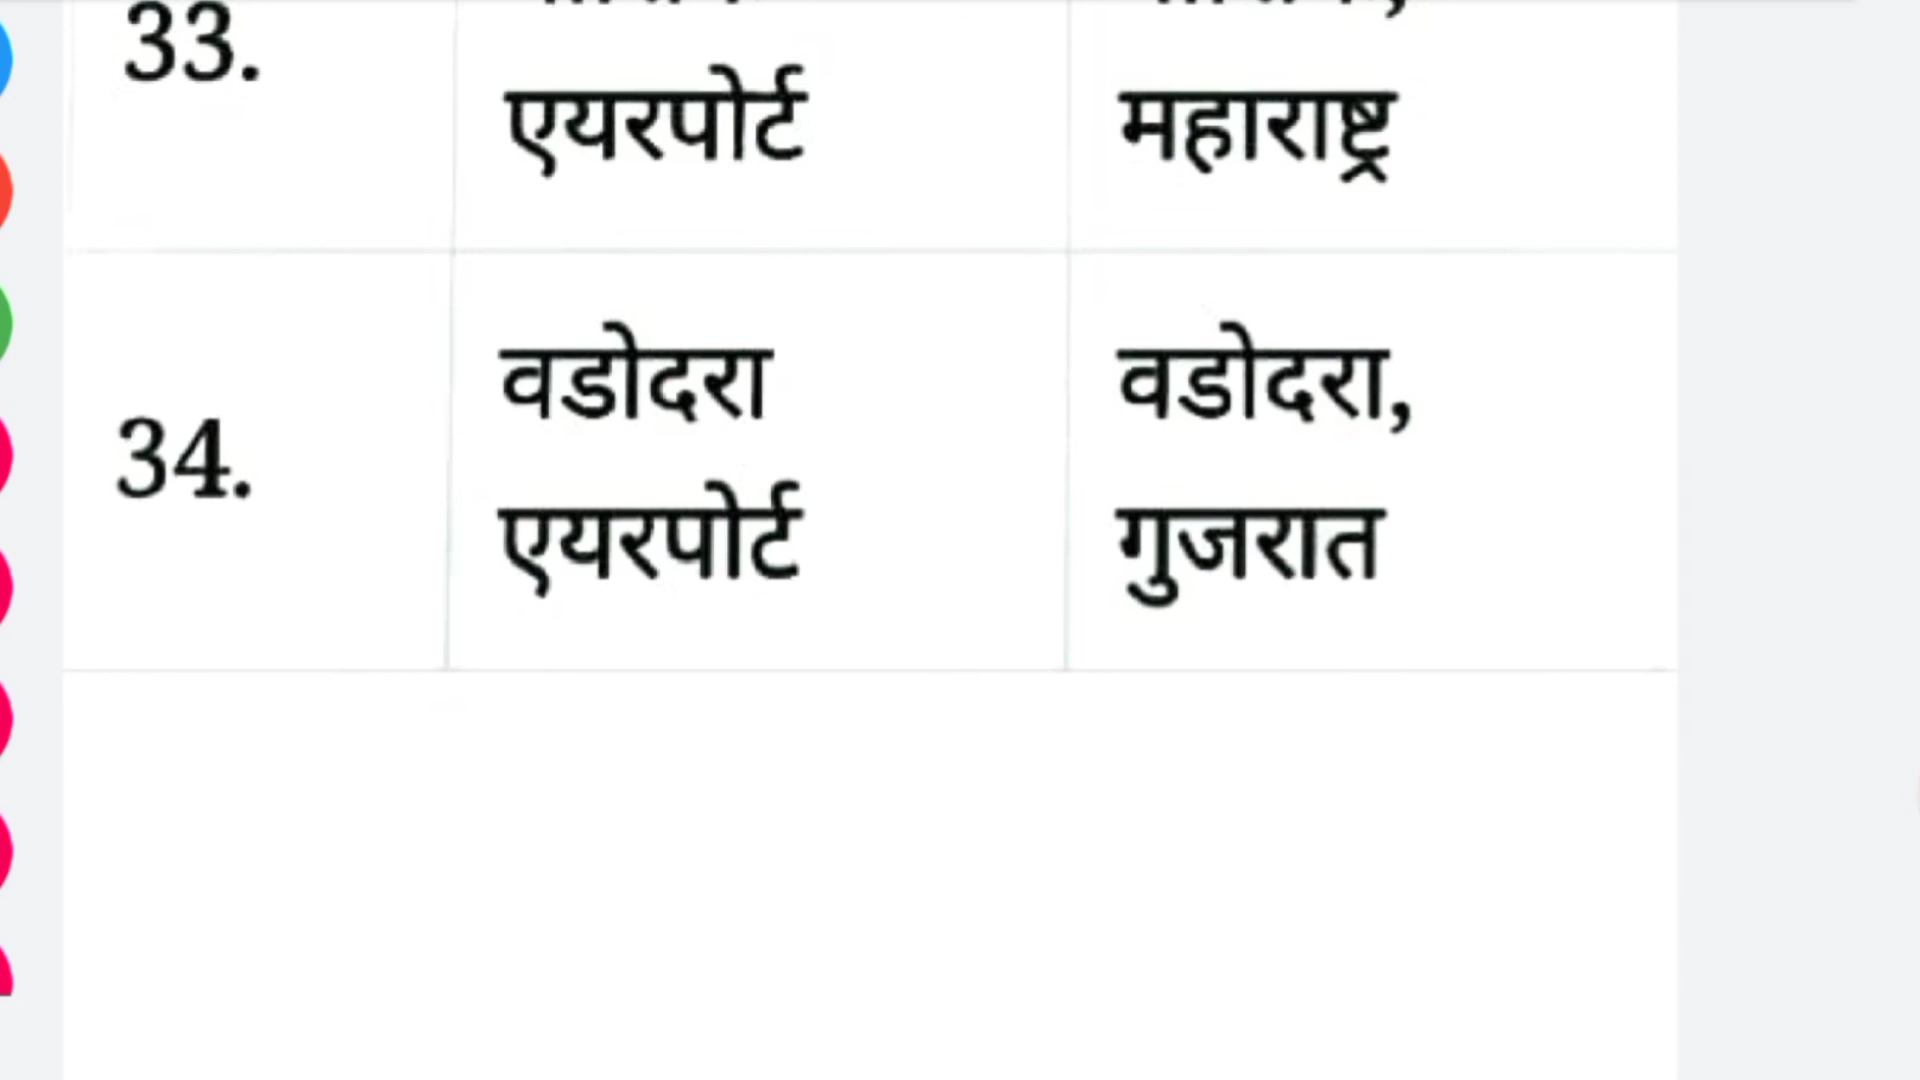 33.
एयरपोर्ट
महाराष्ट्र
वडोदरा
वडोदरा,
34.
एयरपोर्ट
गुजरात